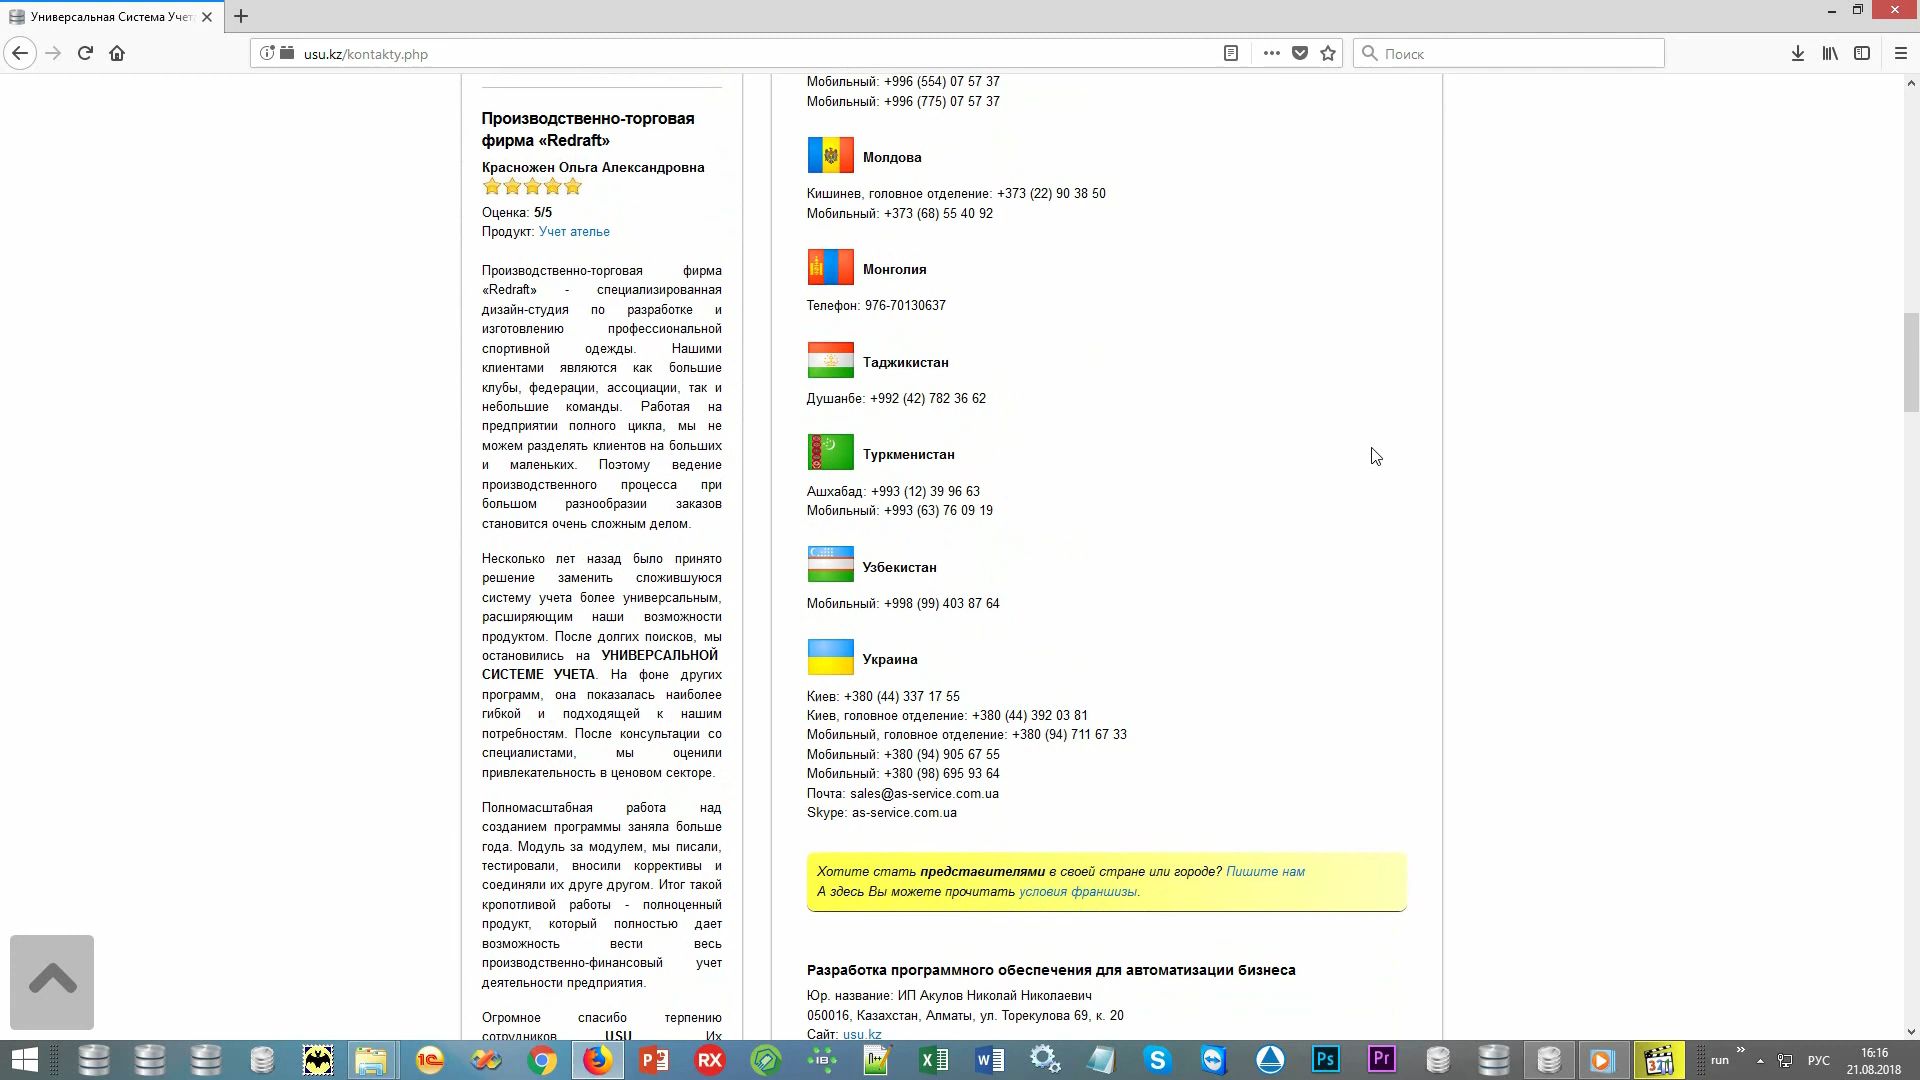 Универсальная Система Учет
usu.kz/kontakty.php
Поиск
Производственно-торговая
фирма «Redraft»
Красножен Ольга Александровна
Оценка: 5/5
Продукт: Учет ателье
Производственно-торговая фирма
«Redraft» - специализированная
дизайн-студия по разработке и
изготовлению профессиональной
спортивной одежды. Нашими
клиентами являются как большие
клубы, федерации, ассоциации, так и
небольшие команды. Работая на
предприятии полного цикла, мы не
можем разделять клиентов на больших
и маленьких. Поэтому ведение
производственного процесса при
большом разнообразии заказов
становится очень сложным делом.
Несколько лет назад было принято
решение заменить сложившуюся
систему учета более универсальным,
расширяющим наши возможности
продуктом. После долгих поисков, мы
остановились на УНИВЕРСАЛЬНОЙ
СИСТЕМЕ УЧЕТА. На фоне других
программ, она показалась наиболее
гибкой и подходящей к нашим
потребностям. После консультации со
специалистами, мы оценили
привлекательность в ценовом секторе.
Полномасштабная работа над
созданием программы заняла больше
года. Модуль за модулем, мы писали,
тестировали, вносили коррективы и
соединяли их друге другом. Итог такой
кропотливой работы - полноценный
продукт, который полностью дает
возможность вести весь
производственно-финансовый учет
деятельности предприятия.
Огромное спасибо терпению
сотрудников USU. Их
Мобильный: +996 (554) 07 57 37
Мобильный: +996 (775) 07 57 37
Молдова
Кишинев, головное отделение: +373 (22) 90 38 50
Мобильный: +373 (68) 55 40 92
Монголия
Телефон: 976-70130637
Таджикистан
Душанбе: +992 (42) 782 36 62
Туркменистан
Ашхабад: +993 (12) 39 96 63
Мобильный: +993 (63) 76 09 19
Узбекистан
Мобильный: +998 (99) 403 87 64
Украина
Киев: +380 (44) 337 17 55
Киев, головное отделение: +380 (44) 392 03 81
Мобильный, головное отделение: +380 (94) 711 67 33
Мобильный: +380 (94) 905 67 55
Мобильный: +380 (98) 695 93 64
Почта: sales@as-service.com.ua
Skype: as-service.com.ua
Хотите стать представителями в своей стране или городе? Пишите нам
А здесь Вы можете прочитать условия франшизы.
Разработка программного обеспечения для автоматизации бизнеса
Юр. название: ИП Акулов Николай Николаевич
050016, Казахстан, Алматы, ул. Торекулова 69, к. 20
Сайт: usu.kz
run
РУС
16:16
21.08.2018